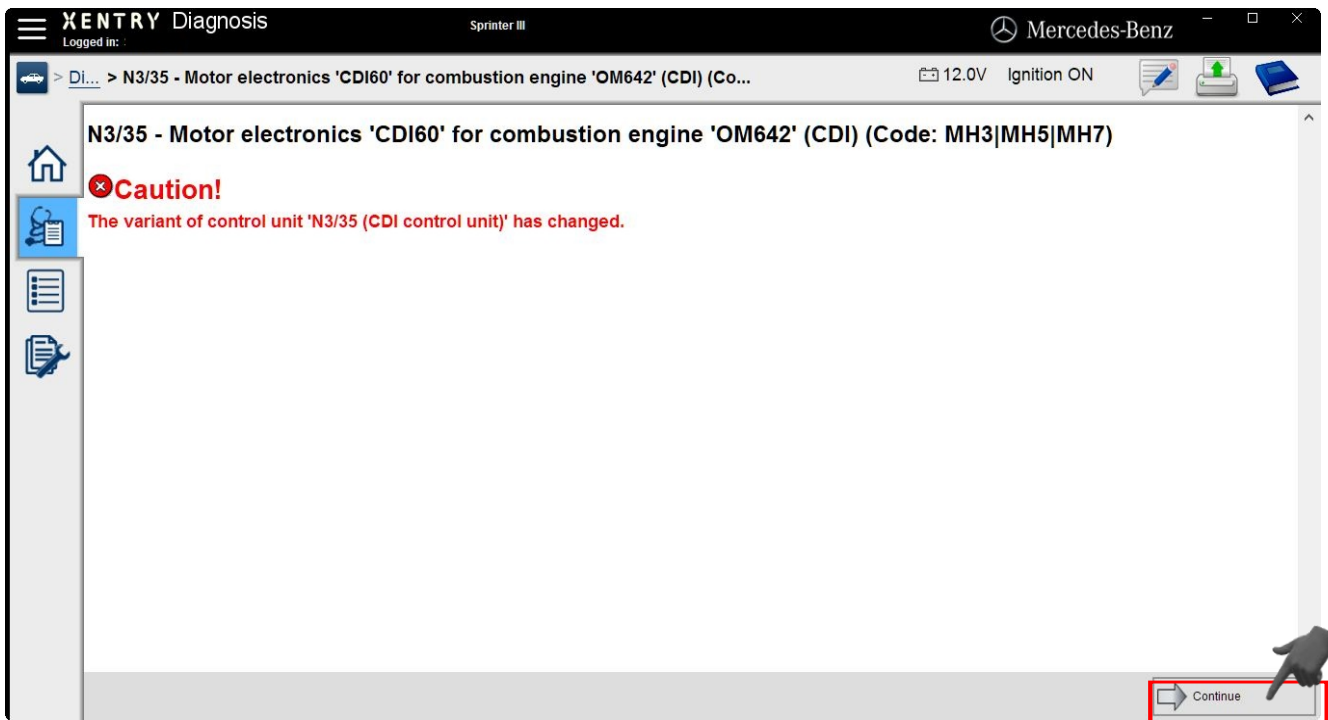 XENTRY Diagnosis
Logged in:
Sprinter III
Mercedes-Benz
> Di... > N3/35 - Motor electronics 'CDI60' for combustion engine 'OM642' (CDI) (Co...
12.0V Ignition ON
N3/35 - Motor electronics 'CDI60' for combustion engine 'OM642' (CDI) (Code: MH3|MH5|MH7)
Caution!
The variant of control unit 'N3/35 (CDI control unit)' has changed.
Continue